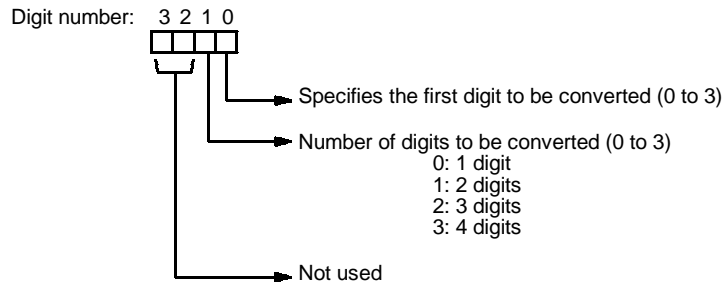 Digit number: 3 2 1 0
Specifies the first digit to be converted (0 to 3)
Number of digits to be converted (0 to 3)
0: 1 digit
1: 2 digits
2: 3 digits
3: 4 digits
Not used